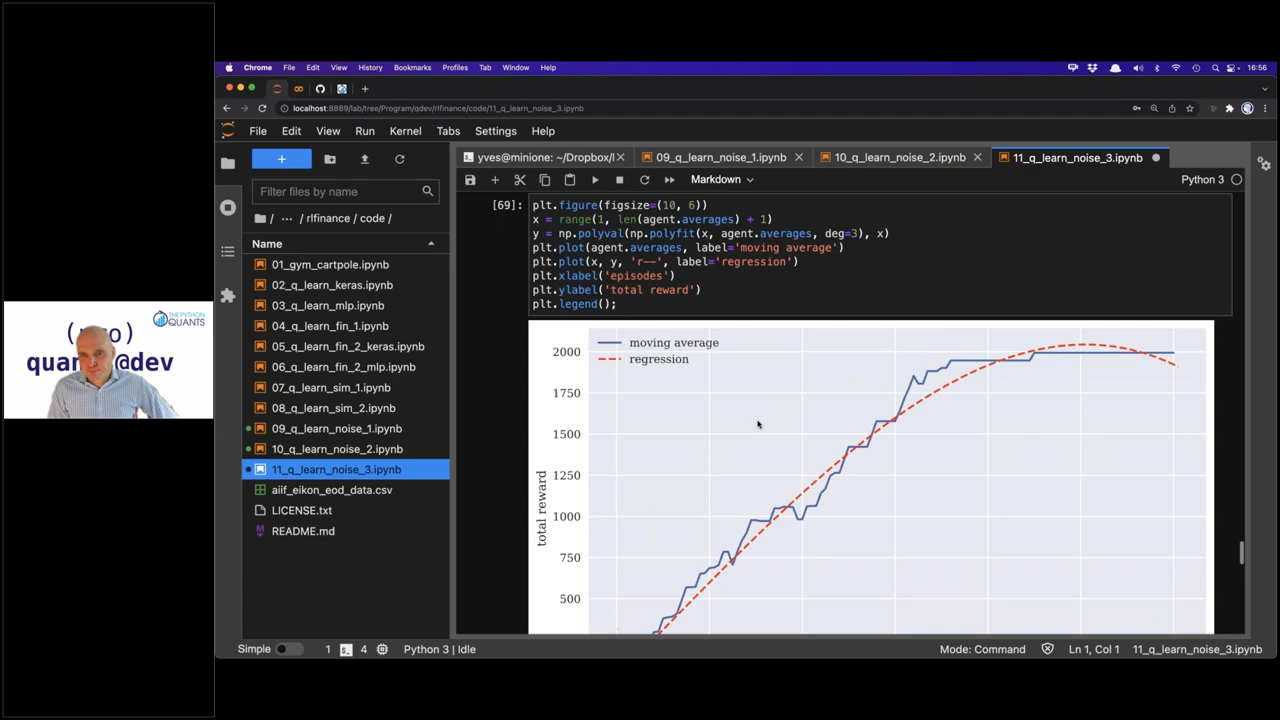 Chrome File Edit View History Bookmarks Profiles Tab Window Help 16:56
localhost:8889/lab/tree/Program/qdev/rlfinance/code/11_q_learn_noise_3.ipynb
File Edit View Run Kernel Tabs Settings Help
yves@minione: ~/Dropbox/I
09_q_learn_noise_1.ipynb
10_q_learn_noise_2.ipynb
11_q_learn_noise_3.ipynb
Markdown
Python 3
Filter files by name
/ ··· / rlfinance / code /
Name
01_gym_cartpole.ipynb
02_q_learn_keras.ipynb
03_q_learn_mlp.ipynb
04_q_learn_fin_1.ipynb
05_q_learn_fin_2_keras.ipynb
06_q_learn_fin_2_mlp.ipynb
07_q_learn_sim_1.ipynb
08_q_learn_sim_2.ipynb
09_q_learn_noise_1.ipynb
10_q_learn_noise_2.ipynb
11_q_learn_noise_3.ipynb
aiif_eikon_eod_data.csv
LICENSE.txt
README.md
[69]:
plt.figure(figsize=(10, 6))
x = range(1, len(agent.averages) + 1)
y = np.polyval(np.polyfit(x, agent.averages, deg=3), x)
plt.plot(agent.averages, label='moving average')
plt.plot(x, y, 'r--', label='regression')
plt.xlabel('episodes')
plt.ylabel('total reward')
plt.legend();
moving average
regression
2000
1750
1500
1250
1000
750
500
total reward
THE PYTHON
QUANTS
Simple 1 $_ 4 Python 3 | Idle Mode: Command Ln 1, Col 1 11_q_learn_noise_3.ipynb